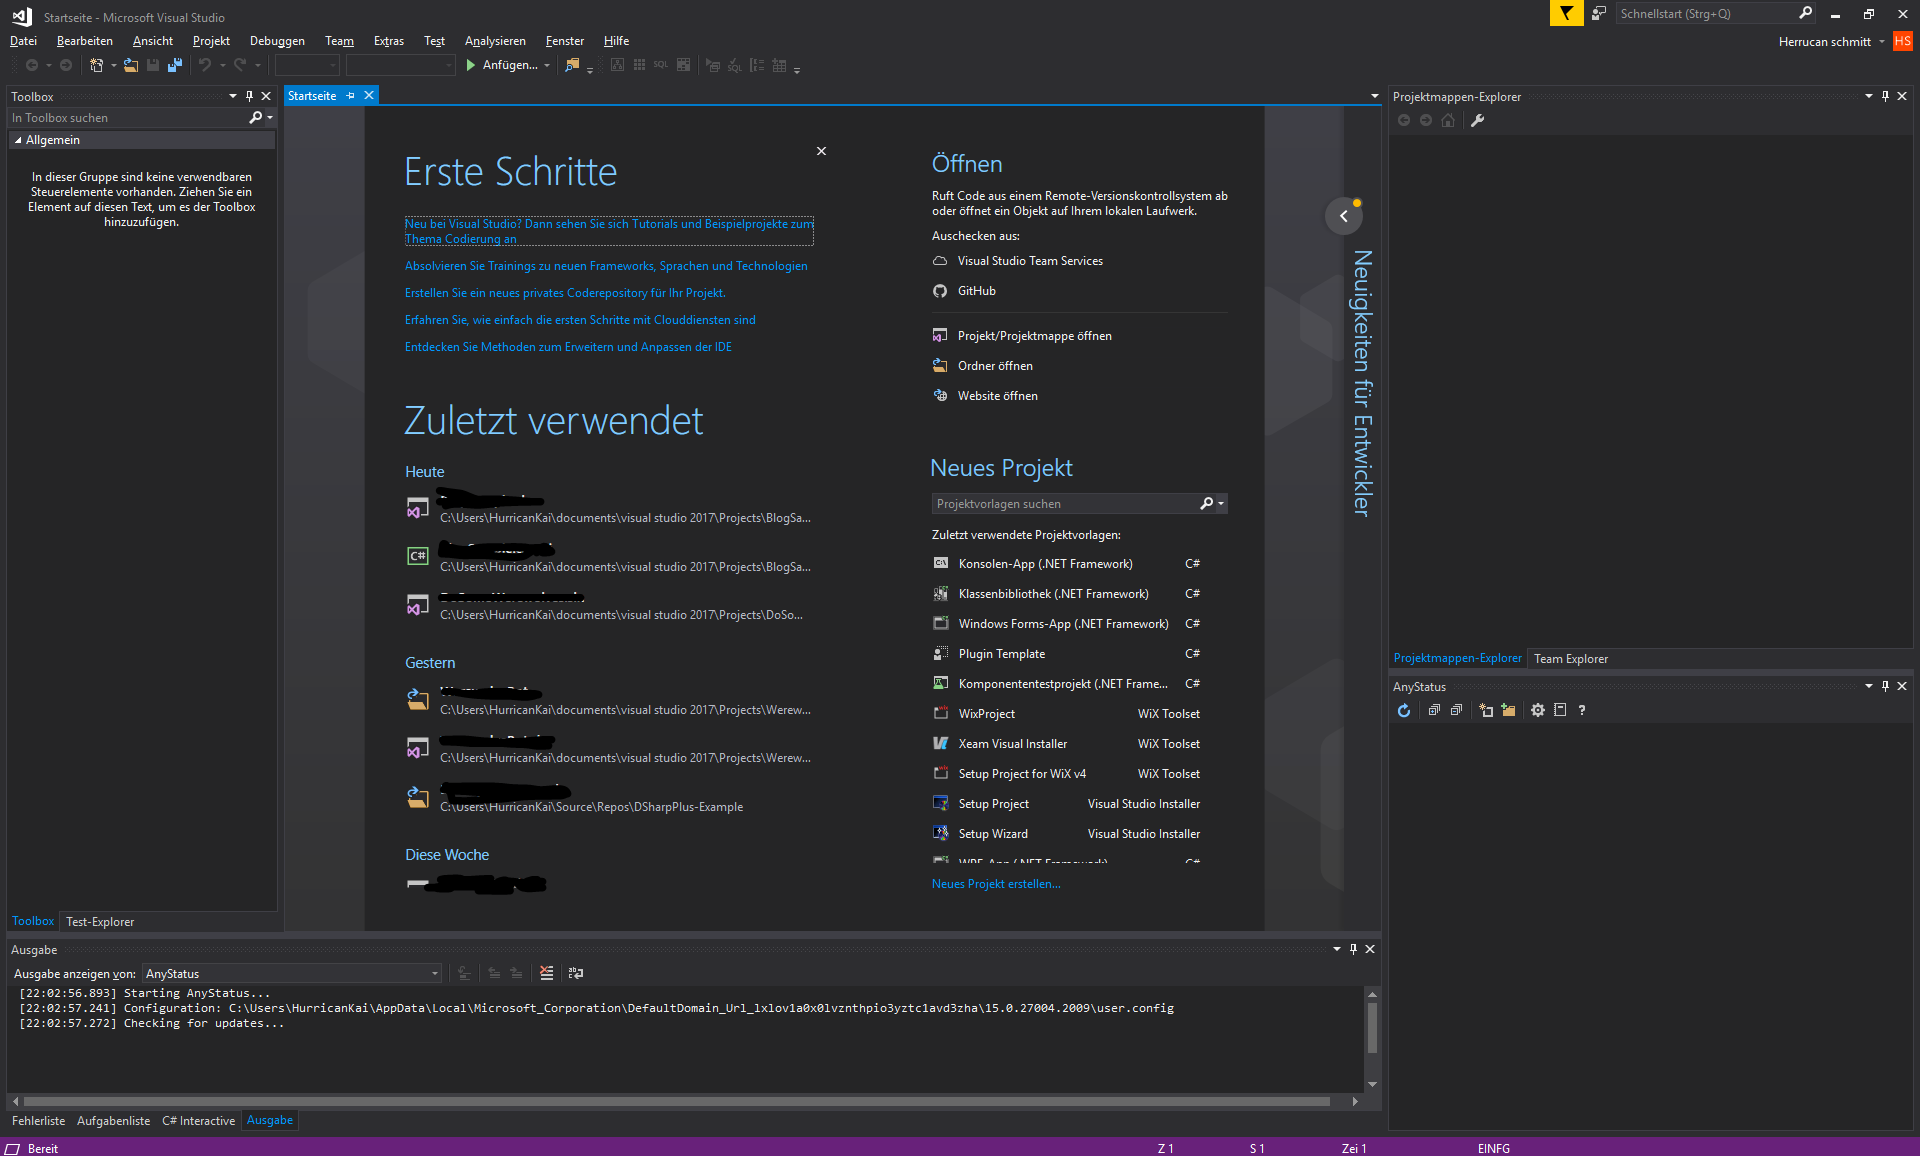 Startseite - Microsoft Visual Studio
Schnellstart (Strg+Q)
Datei Bearbeiten Ansicht Projekt Debuggen Team Extras Test Analysieren Fenster Hilfe
Herrucan schmitt HS
Anfügen...
SQL
SQL
Toolbox
In Toolbox suchen
Allgemein
In dieser Gruppe sind keine verwendbaren
Steuerelemente vorhanden. Ziehen Sie ein
Element auf diesen Text, um es der Toolbox
hinzuzufügen.
Toolbox Test-Explorer
Startseite
Erste Schritte
Neu bei Visual Studio? Dann sehen Sie sich Tutorials und Beispielprojekte zum
Thema Codierung an
Absolvieren Sie Trainings zu neuen Frameworks, Sprachen und Technologien
Erstellen Sie ein neues privates Coderepository für Ihr Projekt.
Erfahren Sie, wie einfach die ersten Schritte mit Clouddiensten sind
Entdecken Sie Methoden zum Erweitern und Anpassen der IDE
Zuletzt verwendet
Heute
C:\Users\HurricanKai\documents\visual studio 2017\Projects\BlogSa...
C#
C:\Users\HurricanKai\documents\visual studio 2017\Projects\BlogSa...
C:\Users\HurricanKai\documents\visual studio 2017\Projects\DoSo...
Gestern
C:\Users\HurricanKai\documents\visual studio 2017\Projects\Werew...
C:\Users\HurricanKai\documents\visual studio 2017\Projects\Werew...
C:\Users\HurricanKai\Source\Repos\DSharpPlus-Example
Diese Woche
Öffnen
Ruft Code aus einem Remote-Versionskontrollsystem ab
oder öffnet ein Objekt auf Ihrem lokalen Laufwerk.
Auschecken aus:
Visual Studio Team Services
GitHub
Projekt/Projektmappe öffnen
Ordner öffnen
Website öffnen
Neues Projekt
Projektvorlagen suchen
Zuletzt verwendete Projektvorlagen:
Konsolen-App (.NET Framework) C#
Klassenbibliothek (.NET Framework) C#
Windows Forms-App (.NET Framework) C#
Plugin Template C#
Komponententestprojekt (.NET Frame... C#
WixProject WiX Toolset
Xeam Visual Installer WiX Toolset
Setup Project for WiX v4 WiX Toolset
Setup Project Visual Studio Installer
Setup Wizard Visual Studio Installer
WPF-App (.NET Framework) C#
Neues Projekt erstellen...
Neuigkeiten für Entwickler
Projektmappen-Explorer
Projektmappen-Explorer Team Explorer
AnyStatus
Ausgabe
Ausgabe anzeigen von: AnyStatus
[22:02:56.893] Starting AnyStatus...
[22:02:57.241] Configuration: C:\Users\HurricanKai\AppData\Local\Microsoft_Corporation\DefaultDomain_Url_lxlov1a0x0lvznthpio3yztc1avd3zha\15.0.27004.2009\user.config
[22:02:57.272] Checking for updates...
Fehlerliste Aufgabenliste C# Interactive Ausgabe
Bereit Z 1 S 1 Zei 1 EINFG